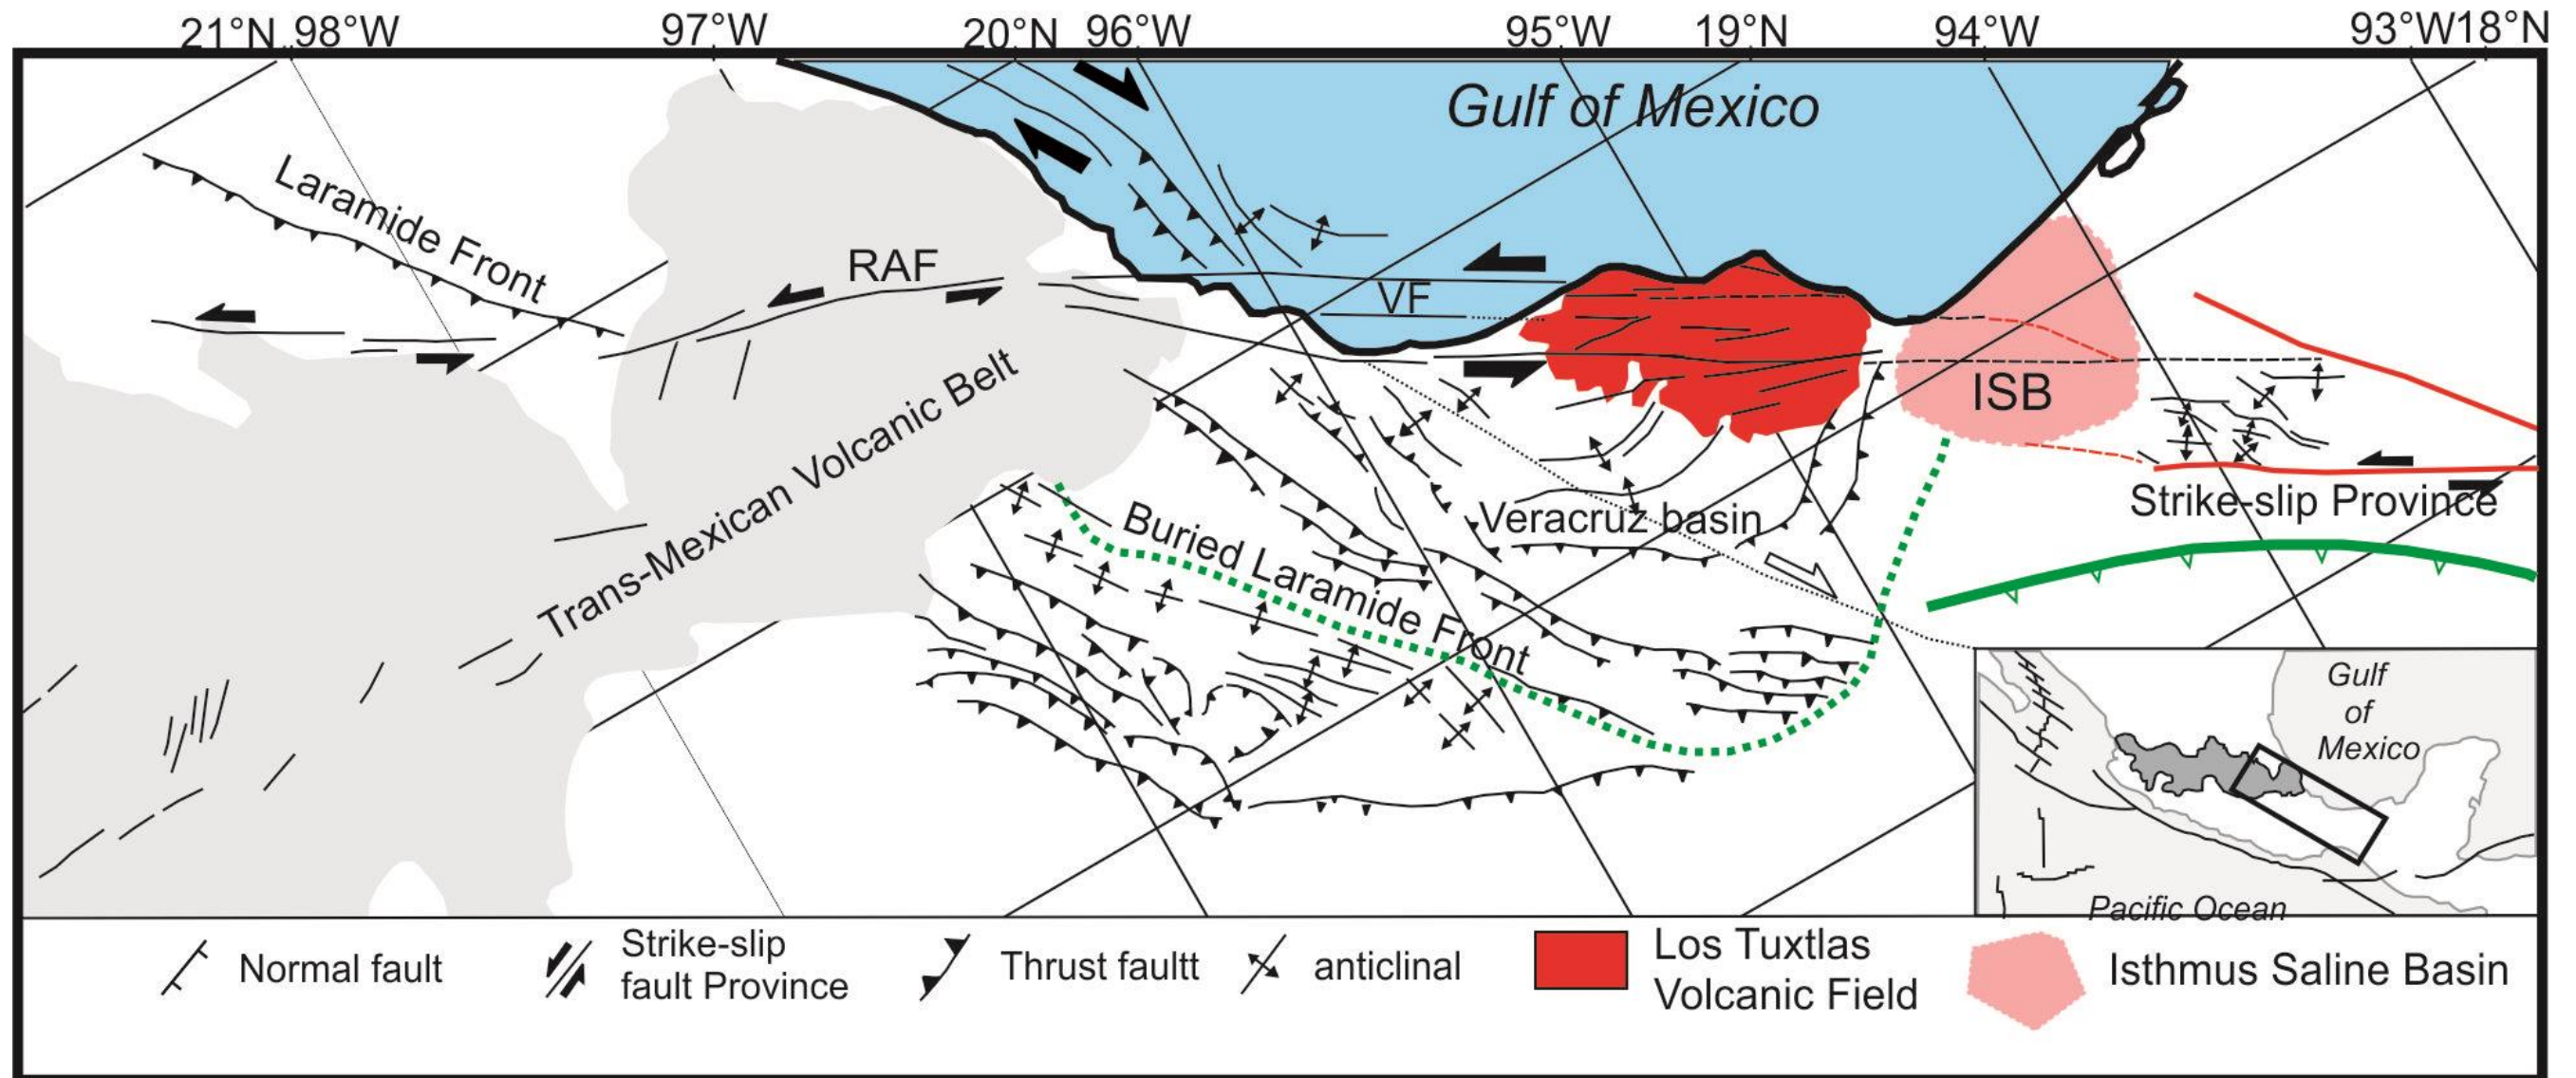 21°N 98°W 97°W 20°N 96°W 95°W 19°N 94°W 93°W 18°N
Gulf of Mexico
Laramide Front
RAF
VF
Trans-Mexican Volcanic Belt
ISB
Veracruz basin
Strike-slip Province
Buried Laramide Front
Gulf
of
Mexico
Pacific Ocean
Normal fault
Strike-slip
fault Province
Thrust faultt
anticlinal
Los Tuxtlas
Volcanic Field
Isthmus Saline Basin